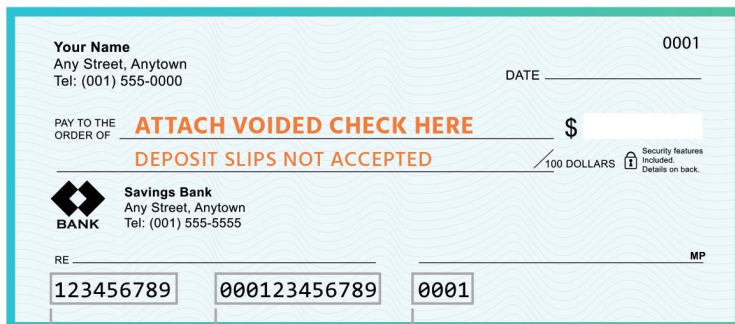 Your Name
0001
Any Street, Anytown
Tel: (001) 555-0000
DATE
PAY TO THE
ORDER OF
ATTACH VOIDED CHECK HERE
$
DEPOSIT SLIPS NOT ACCEPTED
/100 DOLLARS
Security features
Included.
Details on back.
Savings Bank
Any Street, Anytown
Tel: (001) 555-5555
BANK
RE
MP
123456789 000123456789 0001